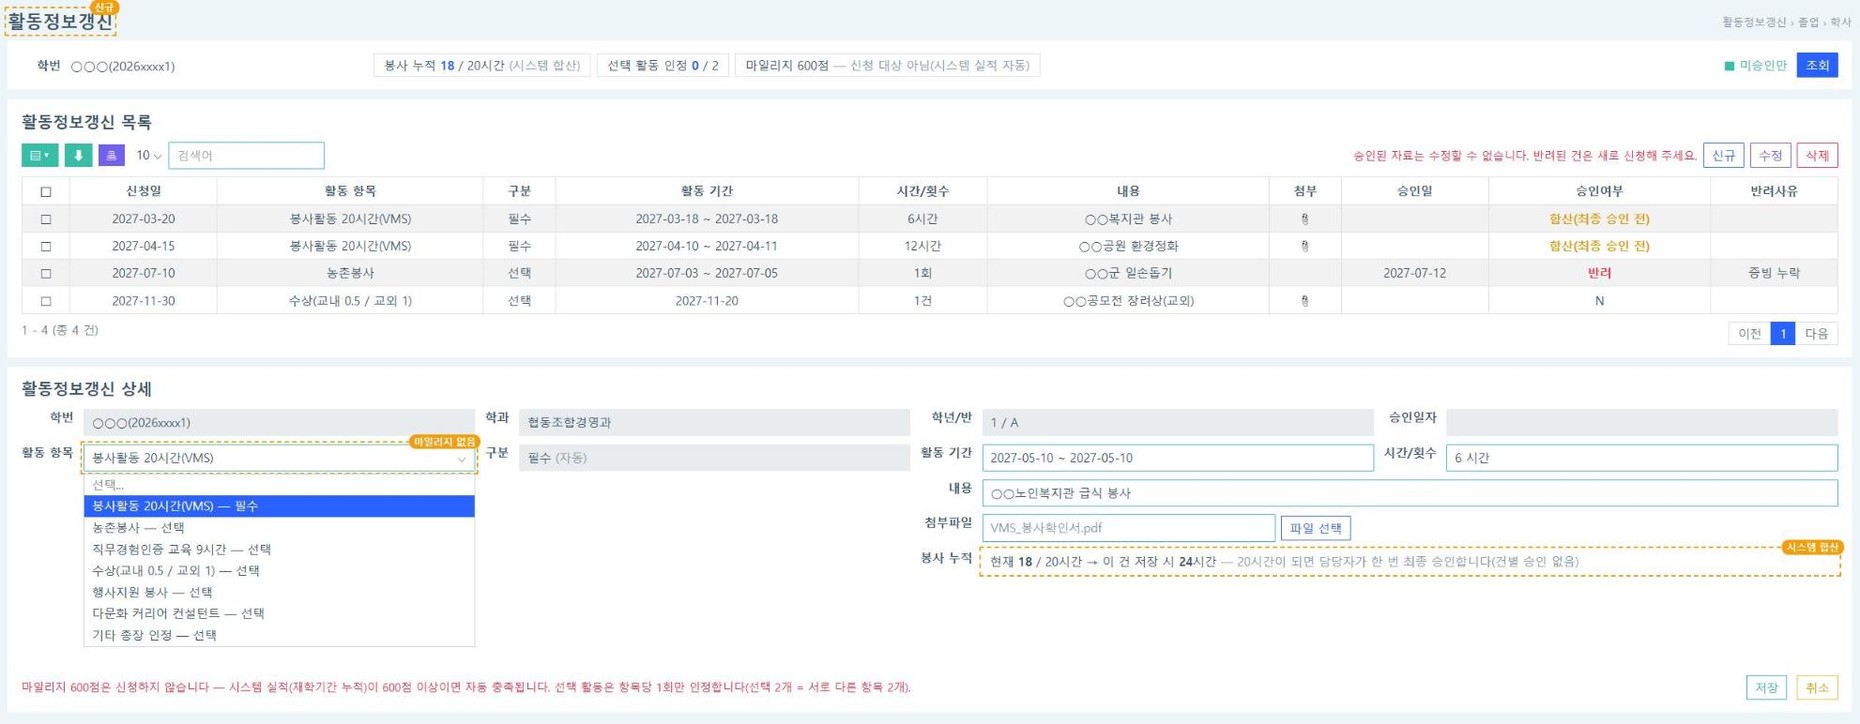 신규
활동정보갱신
활동정보갱신 › 졸업 › 학사
학번 ○○○(2026xxxx1) 봉사 누적 18 / 20시간 (시스템 합산) 선택 활동 인정 0 / 2 마일리지 600점 — 신청 대상 아님(시스템 실적 자동) 미승인만 조회
활동정보갱신 목록
10 검색어 승인된 자료는 수정할 수 없습니다. 반려된 건은 새로 신청해 주세요. 신규 수정 삭제
신청일 활동 항목 구분 활동 기간 시간/횟수 내용 첨부 승인일 승인여부 반려사유
2027-03-20 봉사활동 20시간(VMS) 필수 2027-03-18 ~ 2027-03-18 6시간 ○○복지관 봉사 합산(최종 승인 전)
2027-04-15 봉사활동 20시간(VMS) 필수 2027-04-10 ~ 2027-04-11 12시간 ○○공원 환경정화 합산(최종 승인 전)
2027-07-10 농촌봉사 선택 2027-07-03 ~ 2027-07-05 1회 ○○군 일손돕기 2027-07-12 반려 증빙 누락
2027-11-30 수상(교내 0.5 / 교외 1) 선택 2027-11-20 1건 ○○공모전 장려상(교외) N
1 - 4 (총 4 건) 이전 1 다음
활동정보갱신 상세
학번 ○○○(2026xxxx1) 학과 협동조합경영과 학년/반 1 / A 승인일자
마일리지 없음
활동 항목 봉사활동 20시간(VMS) 구분 필수 (자동) 활동 기간 2027-05-10 ~ 2027-05-10 시간/횟수 6 시간
선택...
봉사활동 20시간(VMS) — 필수
농촌봉사 — 선택
직무경험인증 교육 9시간 — 선택
수상(교내 0.5 / 교외 1) — 선택
행사지원 봉사 — 선택
다문화 커리어 컨설턴트 — 선택
기타 총장 인정 — 선택
내용 ○○노인복지관 급식 봉사
첨부파일 VMS_봉사확인서.pdf 파일 선택
시스템 합산
봉사 누적 현재 18 / 20시간 → 이 건 저장 시 24시간 — 20시간이 되면 담당자가 한 번 최종 승인합니다(건별 승인 없음)
마일리지 600점은 신청하지 않습니다 — 시스템 실적(재학기간 누적)이 600점 이상이면 자동 충족됩니다. 선택 활동은 항목당 1회만 인정합니다(선택 2개 = 서로 다른 항목 2개).
저장 취소